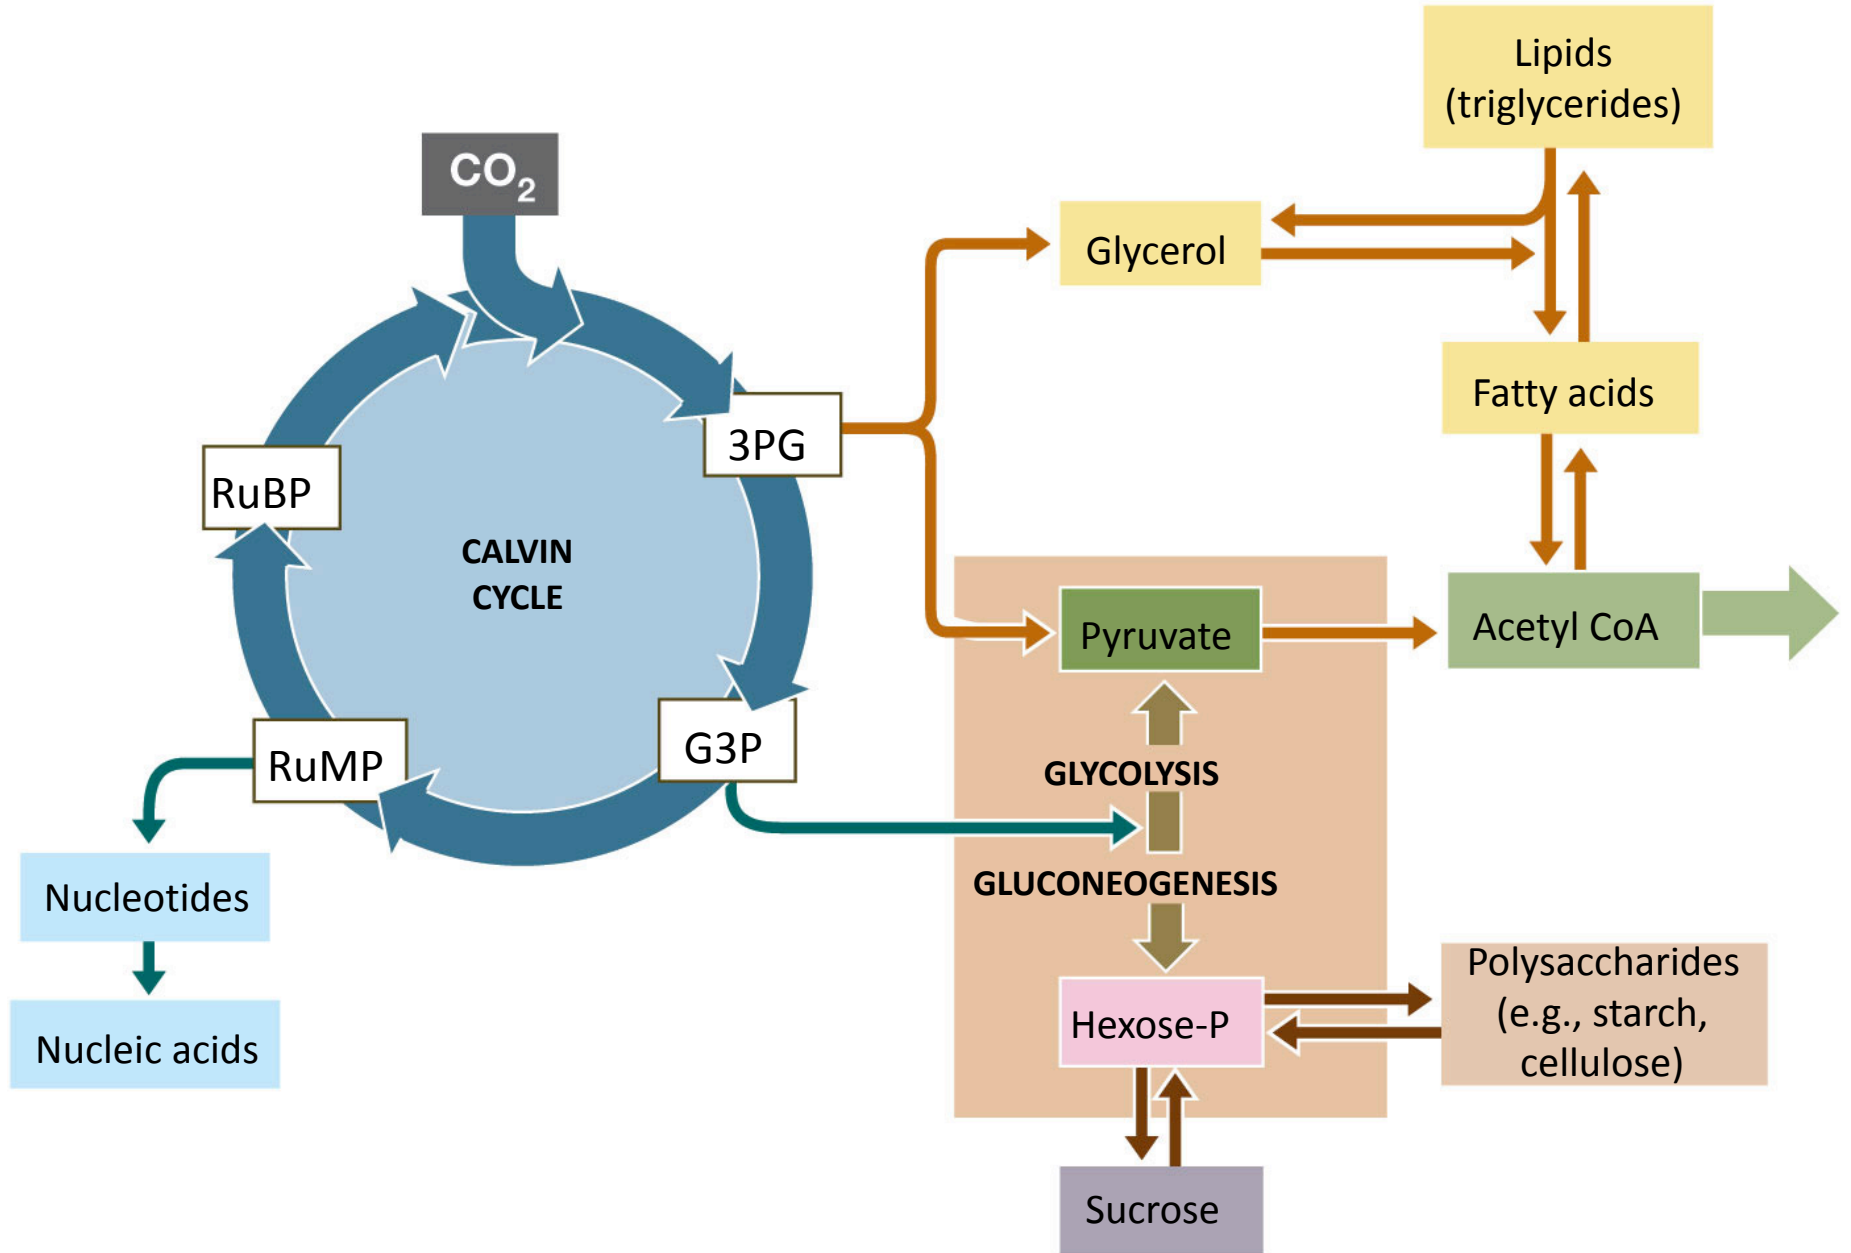 Lipids
(triglycerides)
CO₂
Glycerol
Fatty acids
3PG
RuBP
CALVIN
CYCLE
Pyruvate
Acetyl CoA
G3P
RuMP
GLYCOLYSIS
GLUCONEOGENESIS
Nucleotides
Nucleic acids
Hexose-P
Polysaccharides
(e.g., starch,
cellulose)
Sucrose